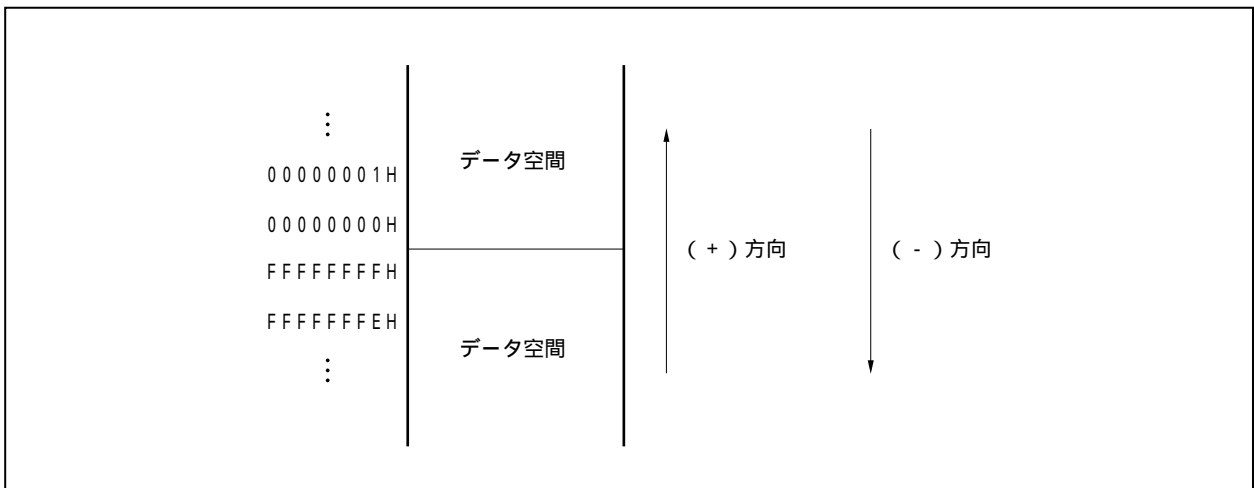 ⋮
データ空間
00000001H
00000000H
( + ) 方向
( - ) 方向
FFFFFFFFH
FFFFFFFEH
データ空間
⋮